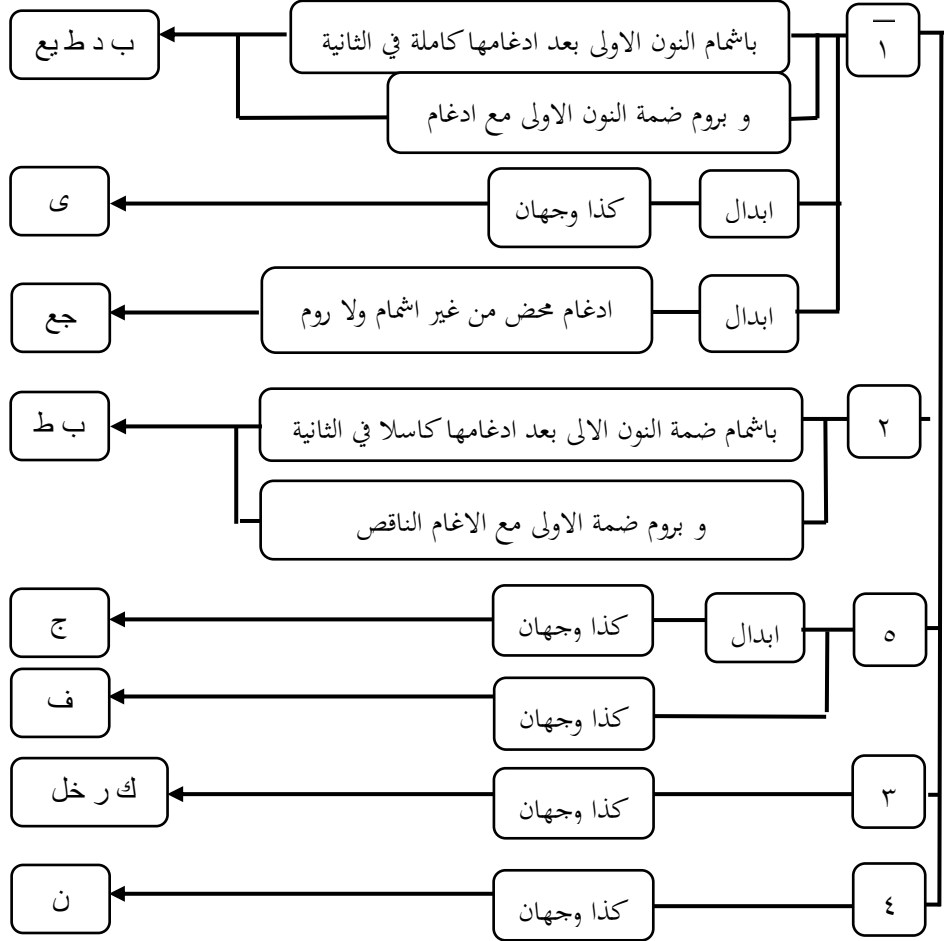 ١
باشمام النون الاولى بعد ادغامها كاملة في الثانية
ب د ط يع
و بروم ضمة النون الاولى مع ادغام
ابدال
كذا وجهان
ى
ابدال
ادغام محض من غير اشمام ولا روم
جع
٢
باشمام ضمة النون الالى بعد ادغامها كاسلا في الثانية
ب ط
و بروم ضمة الاولى مع الاغام الناقص
٥
ابدال
كذا وجهان
ج
كذا وجهان
ف
٣
كذا وجهان
ك ر خل
٤
كذا وجهان
ن